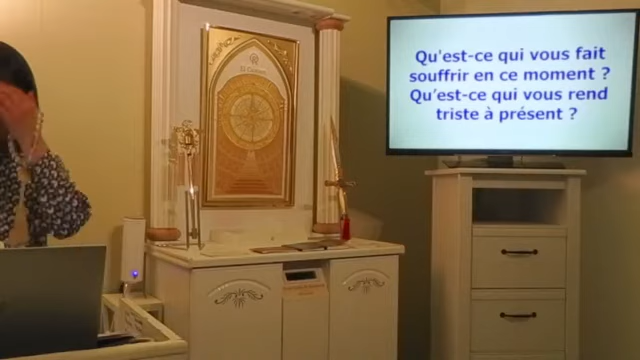 Qu'est-ce qui vous fait
souffrir en ce moment ?
Qu'est-ce qui vous rend
triste à présent ?